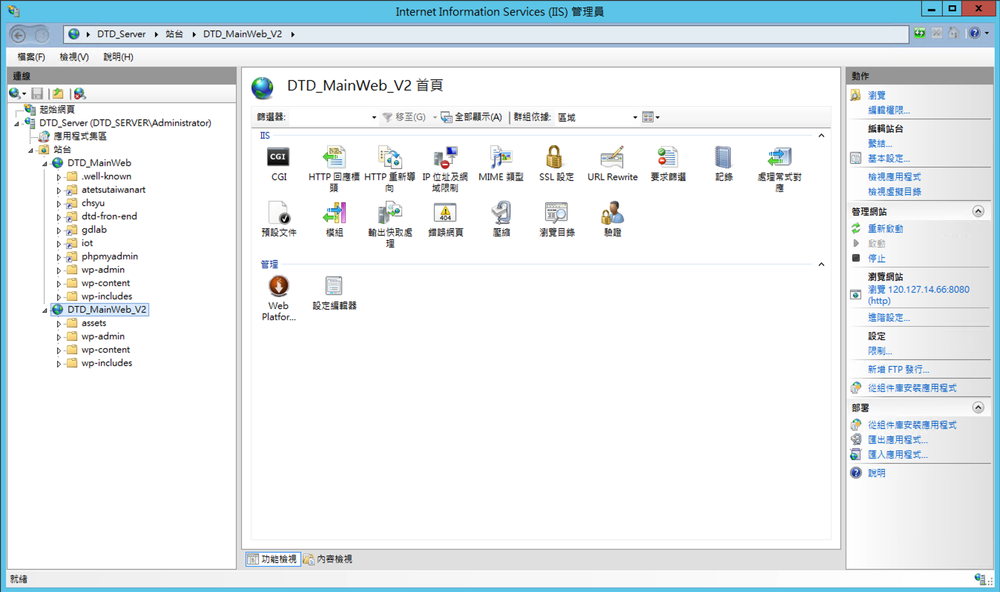 Internet Information Services (IIS) 管理員
DTD_Server
站台
DTD_MainWeb_V2
檔案(F)
檢視(V)
說明(H)
連線
起始網頁
DTD_Server (DTD_SERVER\Administrator)
應用程式集區
站台
DTD_MainWeb
.well-known
atetsutaiwanart
chsyu
dtd-fron-end
gdlab
iot
phpmyadmin
wp-admin
wp-content
wp-includes
DTD_MainWeb_V2
assets
wp-admin
wp-content
wp-includes
DTD_MainWeb_V2 首頁
篩選器:
移至(G)
全部顯示(A)
群組依據:
區域
IIS
CGI
CGI
HTTP 回應標
頭
HTTP 重新導
向
IP 位址及網
域限制
MIME 類型
SSL 設定
URL Rewrite
要求篩選
記錄
處理常式對
應
預設文件
模組
輸出快取處
理
404
錯誤網頁
壓縮
瀏覽目錄
驗證
管理
Web
Platfor...
設定編輯器
功能檢視
內容檢視
動作
瀏覽
編輯權限...
編輯站台
繫結...
基本設定...
檢視應用程式
檢視虛擬目錄
管理網站
重新啟動
啟動
停止
瀏覽網站
瀏覽 120.127.14.66:8080
(http)
進階設定...
設定
限制...
新增 FTP 發行...
從組件庫安裝應用程式
部署
從組件庫安裝應用程式
匯出應用程式...
匯入應用程式...
說明
就緒